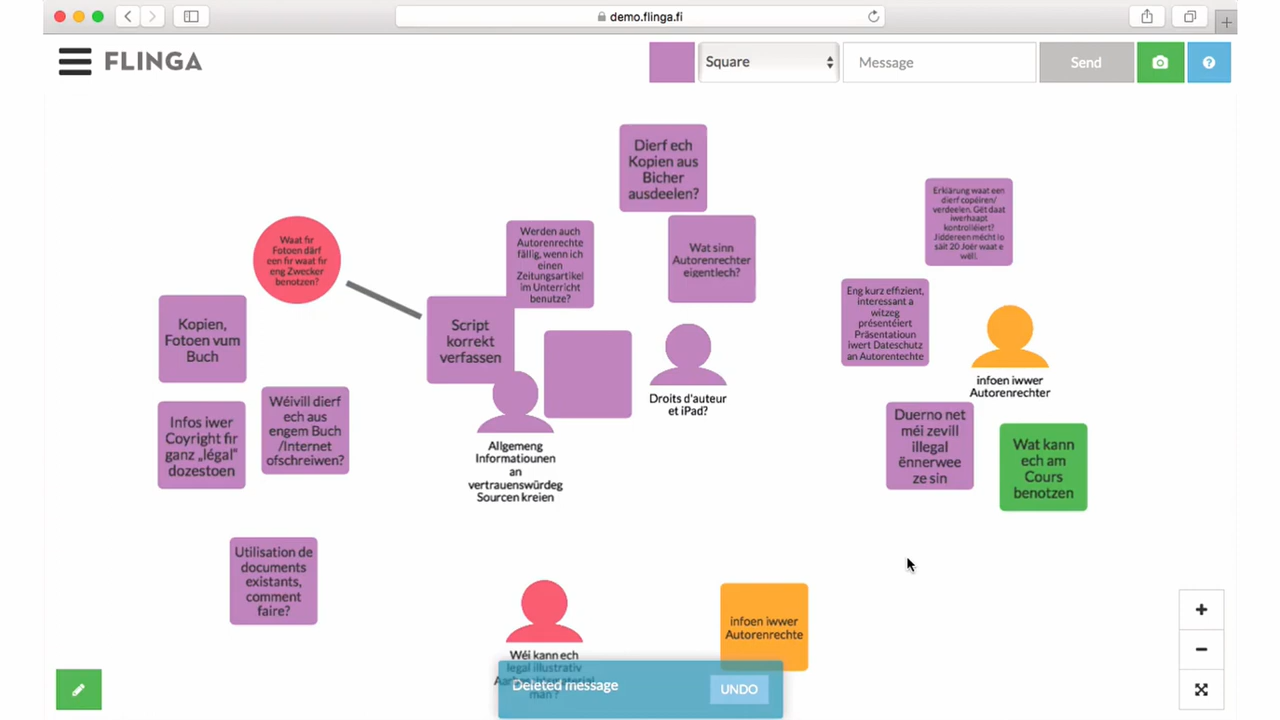 demo.flinga.fi
FLINGA
Square
Message
Send
Dierf ech
Kopien aus
Bicher
ausdeelen?
Erklärung waat een
dierf copéiren/
verdeelen. Gët daat
iwerhaapt
kontrolléiert?
Jiddereen mécht lo
säit 20 Joër waat e
wëll.
Waat fir
Fotoen därf
een fir waat fir
eng Zwecker
benotzen?
Werden auch
Autorenrechte
fällig, wenn ich
einen
Zeitungsartikel
im Unterricht
benutze?
Wat sinn
Autorenrechter
eigentlech?
Eng kurz effizient,
interessant a
witzeg
présentéiert
Präsentatioun
iwert Dateschutz
an Autorentechte
Kopien,
Fotoen vum
Buch
Script
korrekt
verfassen
infoen iwwer
Autorenrechter
Droits d'auteur
et iPad?
Infos iwer
Coyright fir
ganz „légal“
dozestoen
Wéivill dierf
ech aus
engem Buch
/Internet
ofschreiwen?
Allgemeng
Informatiounen
an
vertrauenswürdeg
Sourcen kreien
Duerno net
méi zevill
illegal
ënnerwee
ze sin
Wat kann
ech am
Cours
benotzen
Utilisation de
documents
existants,
comment
faire?
infoen iwwer
Autorenrechte
Wéi kann ech
legal illustrativ
man?
Deleted message
UNDO